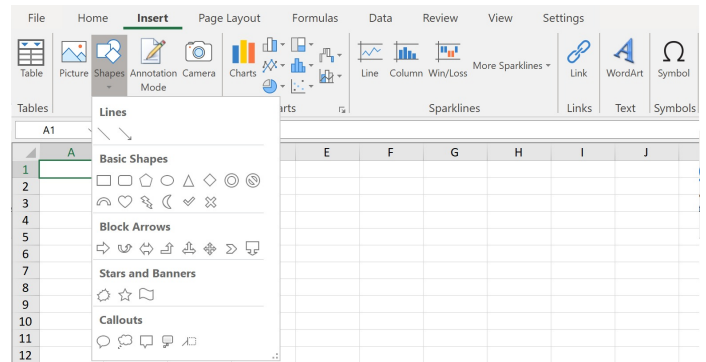 File Home Insert Page Layout Formulas Data Review View Settings
Table Picture Shapes Annotation Mode Camera Charts Line Column Win/Loss More Sparklines Link WordArt Symbol
Tables rts Sparklines Links Text Symbols
A1
Lines
A E F G H I J
Basic Shapes
1
2
3
4
Block Arrows
5
6
7
Stars and Banners
8
9
10
Callouts
11
12